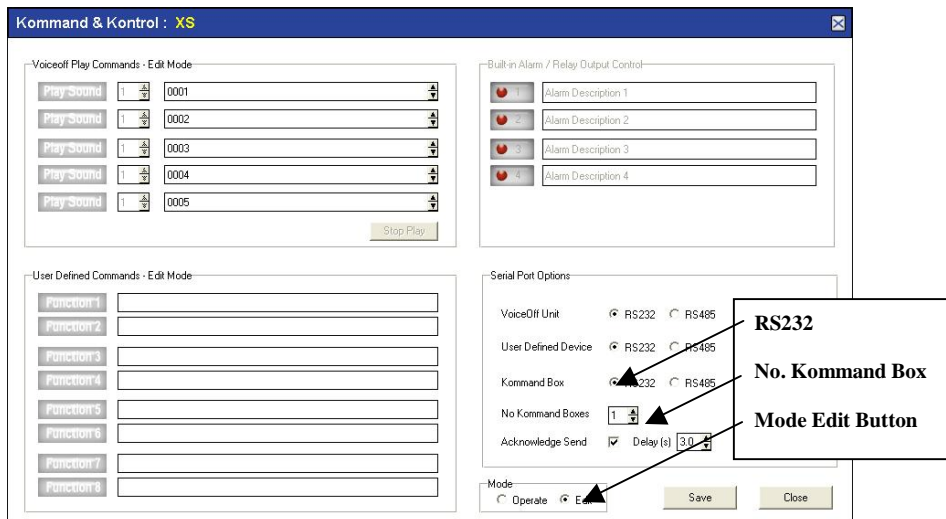 Kommand & Kontrol : XS
Voiceoff Play Commands - Edit Mode
Play Sound 1 0001
Play Sound 1 0002
Play Sound 1 0003
Play Sound 1 0004
Play Sound 1 0005
Stop Play
Built-in Alarm / Relay Output Control
1 Alarm Description 1
2 Alarm Description 2
3 Alarm Description 3
4 Alarm Description 4
User Defined Commands - Edit Mode
Function 1
Function 2
Function 3
Function 4
Function 5
Function 6
Function 7
Function 8
Serial Port Options
VoiceOff Unit RS232 RS485
User Defined Device RS232 RS485
Kommand Box RS232 RS485
No Kommand Boxes 1
Acknowledge Send Delay (s) 3.0
Mode
Operate Edit
Save Close
RS232
No. Kommand Box
Mode Edit Button